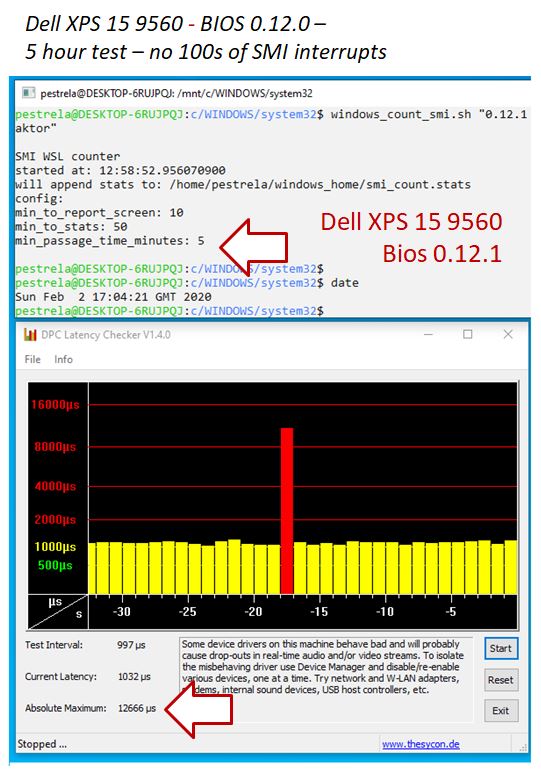 Dell XPS 15 9560 - BIOS 0.12.0 –
5 hour test – no 100s of SMI interrupts
pestrela@DESKTOP-6RUJPQJ: /mnt/c/WINDOWS/system32
pestrela@DESKTOP-6RUJPQJ:c/WINDOWS/system32$ windows_count_smi.sh "0.12.1
aktor"
SMI WSL counter
started at: 12:58:52.956070900
will append stats to: /home/pestrela/windows_home/smi_count.stats
config:
min_to_report_screen: 10
min_to_stats: 50
min_passage_time_minutes: 5
Dell XPS 15 9560
Bios 0.12.1
pestrela@DESKTOP-6RUJPQJ:c/WINDOWS/system32$
pestrela@DESKTOP-6RUJPQJ:c/WINDOWS/system32$ date
Sun Feb  2 17:04:21 GMT 2020
pestrela@DESKTOP-6RUJPQJ:c/WINDOWS/system32$
DPC Latency Checker V1.4.0
File Info
16000µs
8000µs
4000µs
2000µs
1000µs
500µs
µs
s
-30 -25 -20 -15 -10 -5
Test Interval: 997 µs
Current Latency: 1032 µs
Absolute Maximum: 12666 µs
Some device drivers on this machine behave bad and will probably
cause drop-outs in real-time audio and/or video streams. To isolate
the misbehaving driver use Device Manager and disable/re-enable
various devices, one at a time. Try network and W-LAN adapters,
dems, internal sound devices, USB host controllers, etc.
Start
Reset
Exit
Stopped ...
www.thesycon.de